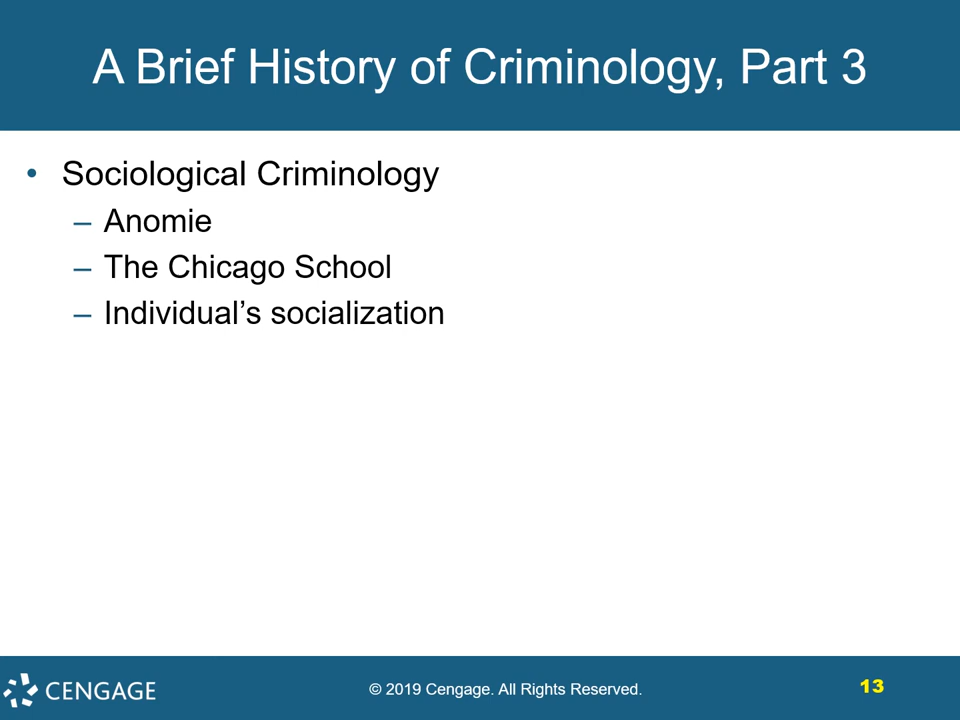 A Brief History of Criminology, Part 3
• Sociological Criminology
– Anomie
– The Chicago School
– Individual’s socialization
CENGAGE
© 2019 Cengage. All Rights Reserved.
13